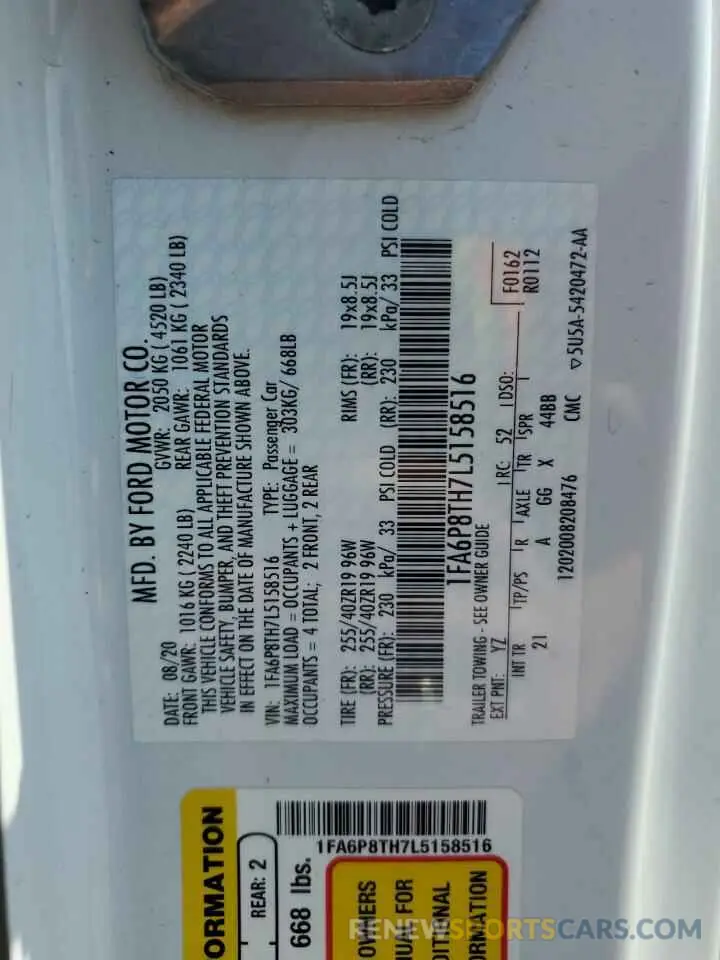 MFD. BY FORD MOTOR CO.
DATE: 08/20 GVWR: 2050 KG ( 4520 LB)
FRONT GAWR: 1016 KG ( 2240 LB) REAR GAWR: 1061 KG ( 2340 LB)
THIS VEHICLE CONFORMS TO ALL APPLICABLE FEDERAL MOTOR
VEHICLE SAFETY, BUMPER, AND THEFT PREVENTION STANDARDS
IN EFFECT ON THE DATE OF MANUFACTURE SHOWN ABOVE.
VIN: 1FA6P8TH7L5158516 TYPE: Passenger Car
MAXIMUM LOAD = OCCUPANTS + LUGGAGE = 303KG/ 668LB
OCCUPANTS = 4 TOTAL; 2 FRONT, 2 REAR
TIRE (FR): 255/40ZR19 96W RIMS (FR): 19x8.5J
(RR): 255/40ZR19 96W (RR): 19x8.5J
PRESSURE (FR): 230 kPa/ 33 PSI COLD (RR): 230 kPa/ 33 PSI COLD
1FA6P8TH7L5158516
TRAILER TOWING - SEE OWNER GUIDE
EXT PNT: YZ RC: 52 DSO: F0162
INT TR TP/PS R AXLE TR SPR R0112
21 A GG X 44BB
1202008208476 CMC ▽5U5A-5420472-AA
ORMATION
REAR: 2
668 lbs.
1FA6P8TH7L5158516
OWNERS
NUAL FOR
DITIONAL
ORMATION
RENEWSPORTSCARS.COM